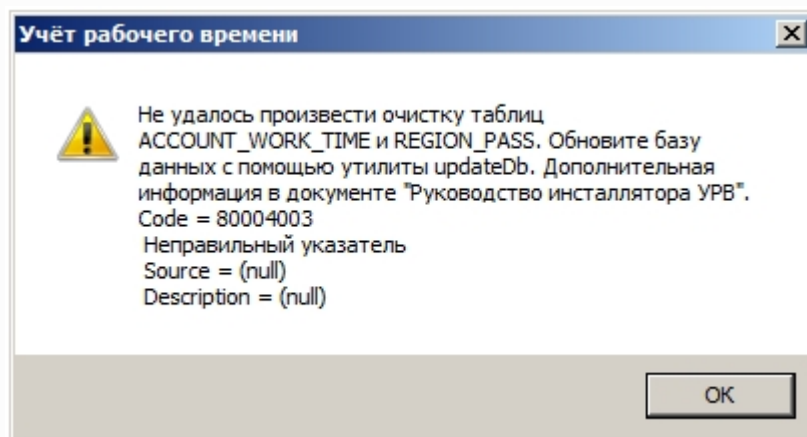 Учёт рабочего времени
Не удалось произвести очистку таблиц
ACCOUNT_WORK_TIME и REGION_PASS. Обновите базу
данных с помощью утилиты updateDb. Дополнительная
информация в документе "Руководство инсталлятора УРВ".
Code = 80004003
Неправильный указатель
Source = (null)
Description = (null)
OK